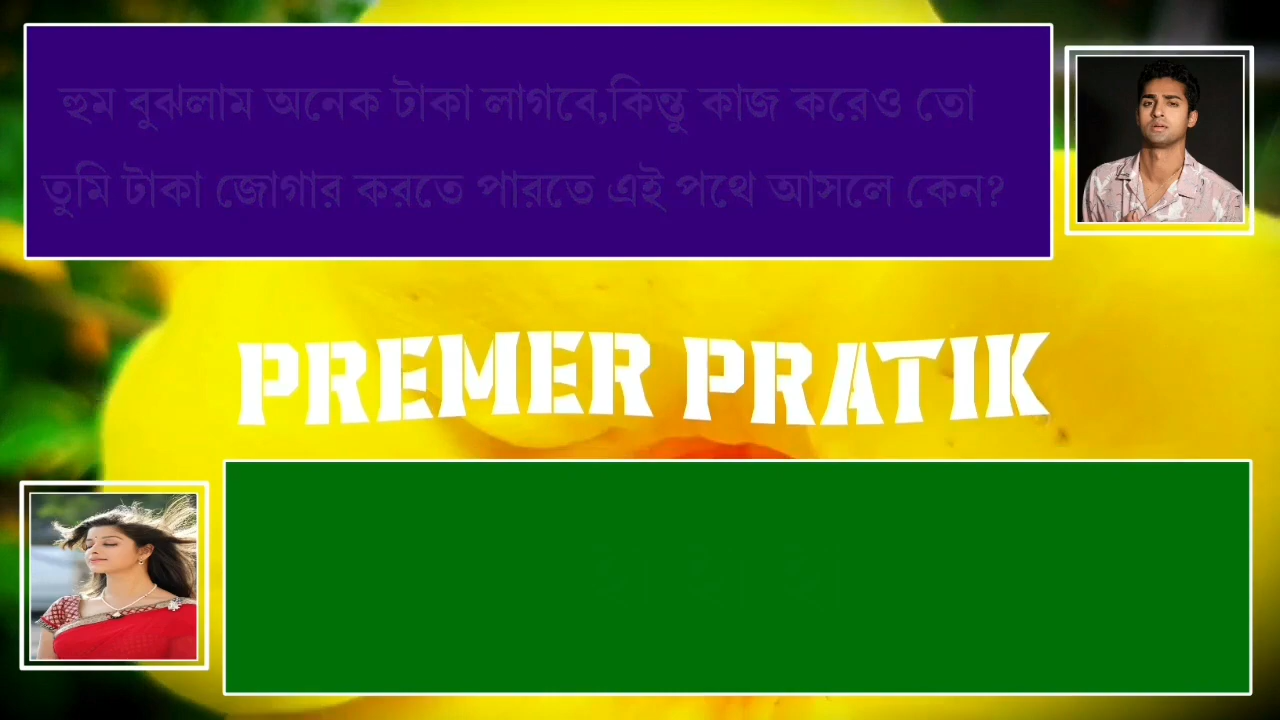 হুম বুঝলাম অনেক টাকা লাগবে,কিন্তু কাজ করেও তো
তুমি টাকা জোগার করতে পারতে এই পথে আসলে কেন?
PREMER PRATIK
হা হা হা